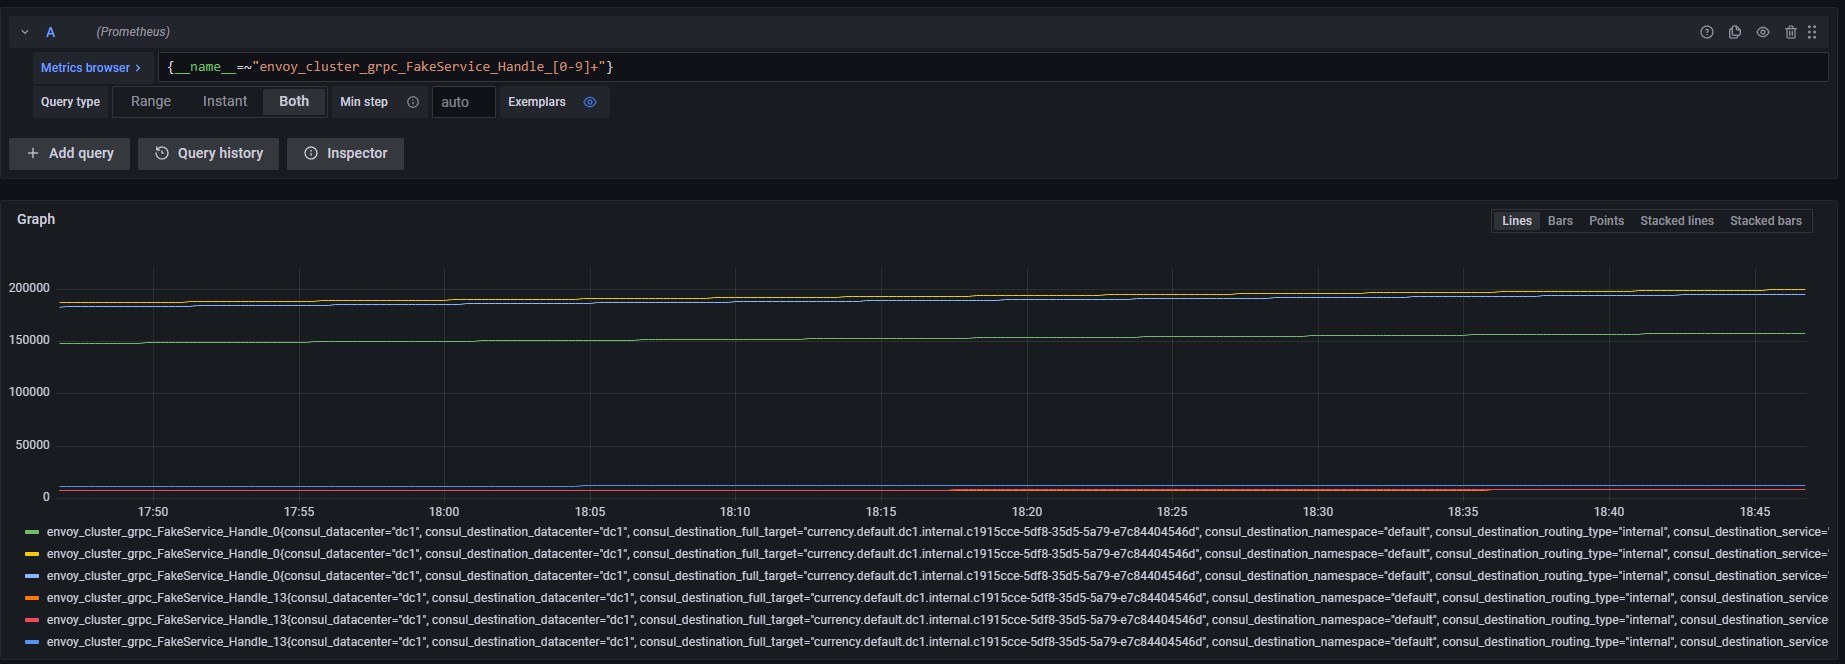 A (Prometheus)
Metrics browser > {__name__=~"envoy_cluster_grpc_FakeService_Handle_[0-9]+"}
Query type Range Instant Both Min step auto Exemplars
+ Add query Query history Inspector
Graph Lines Bars Points Stacked lines Stacked bars
200000
150000
100000
50000
0
17:50 17:55 18:00 18:05 18:10 18:15 18:20 18:25 18:30 18:35 18:40 18:45
envoy_cluster_grpc_FakeService_Handle_0{consul_datacenter="dc1", consul_destination_datacenter="dc1", consul_destination_full_target="currency.default.dc1.internal.c1915cce-5df8-35d5-5a79-e7c84404546d", consul_destination_namespace="default", consul_destination_routing_type="internal", consul_destination_service="
envoy_cluster_grpc_FakeService_Handle_0{consul_datacenter="dc1", consul_destination_datacenter="dc1", consul_destination_full_target="currency.default.dc1.internal.c1915cce-5df8-35d5-5a79-e7c84404546d", consul_destination_namespace="default", consul_destination_routing_type="internal", consul_destination_service="
envoy_cluster_grpc_FakeService_Handle_0{consul_datacenter="dc1", consul_destination_datacenter="dc1", consul_destination_full_target="currency.default.dc1.internal.c1915cce-5df8-35d5-5a79-e7c84404546d", consul_destination_namespace="default", consul_destination_routing_type="internal", consul_destination_service="
envoy_cluster_grpc_FakeService_Handle_13{consul_datacenter="dc1", consul_destination_datacenter="dc1", consul_destination_full_target="currency.default.dc1.internal.c1915cce-5df8-35d5-5a79-e7c84404546d", consul_destination_namespace="default", consul_destination_routing_type="internal", consul_destination_service
envoy_cluster_grpc_FakeService_Handle_13{consul_datacenter="dc1", consul_destination_datacenter="dc1", consul_destination_full_target="currency.default.dc1.internal.c1915cce-5df8-35d5-5a79-e7c84404546d", consul_destination_namespace="default", consul_destination_routing_type="internal", consul_destination_service
envoy_cluster_grpc_FakeService_Handle_13{consul_datacenter="dc1", consul_destination_datacenter="dc1", consul_destination_full_target="currency.default.dc1.internal.c1915cce-5df8-35d5-5a79-e7c84404546d", consul_destination_namespace="default", consul_destination_routing_type="internal", consul_destination_service